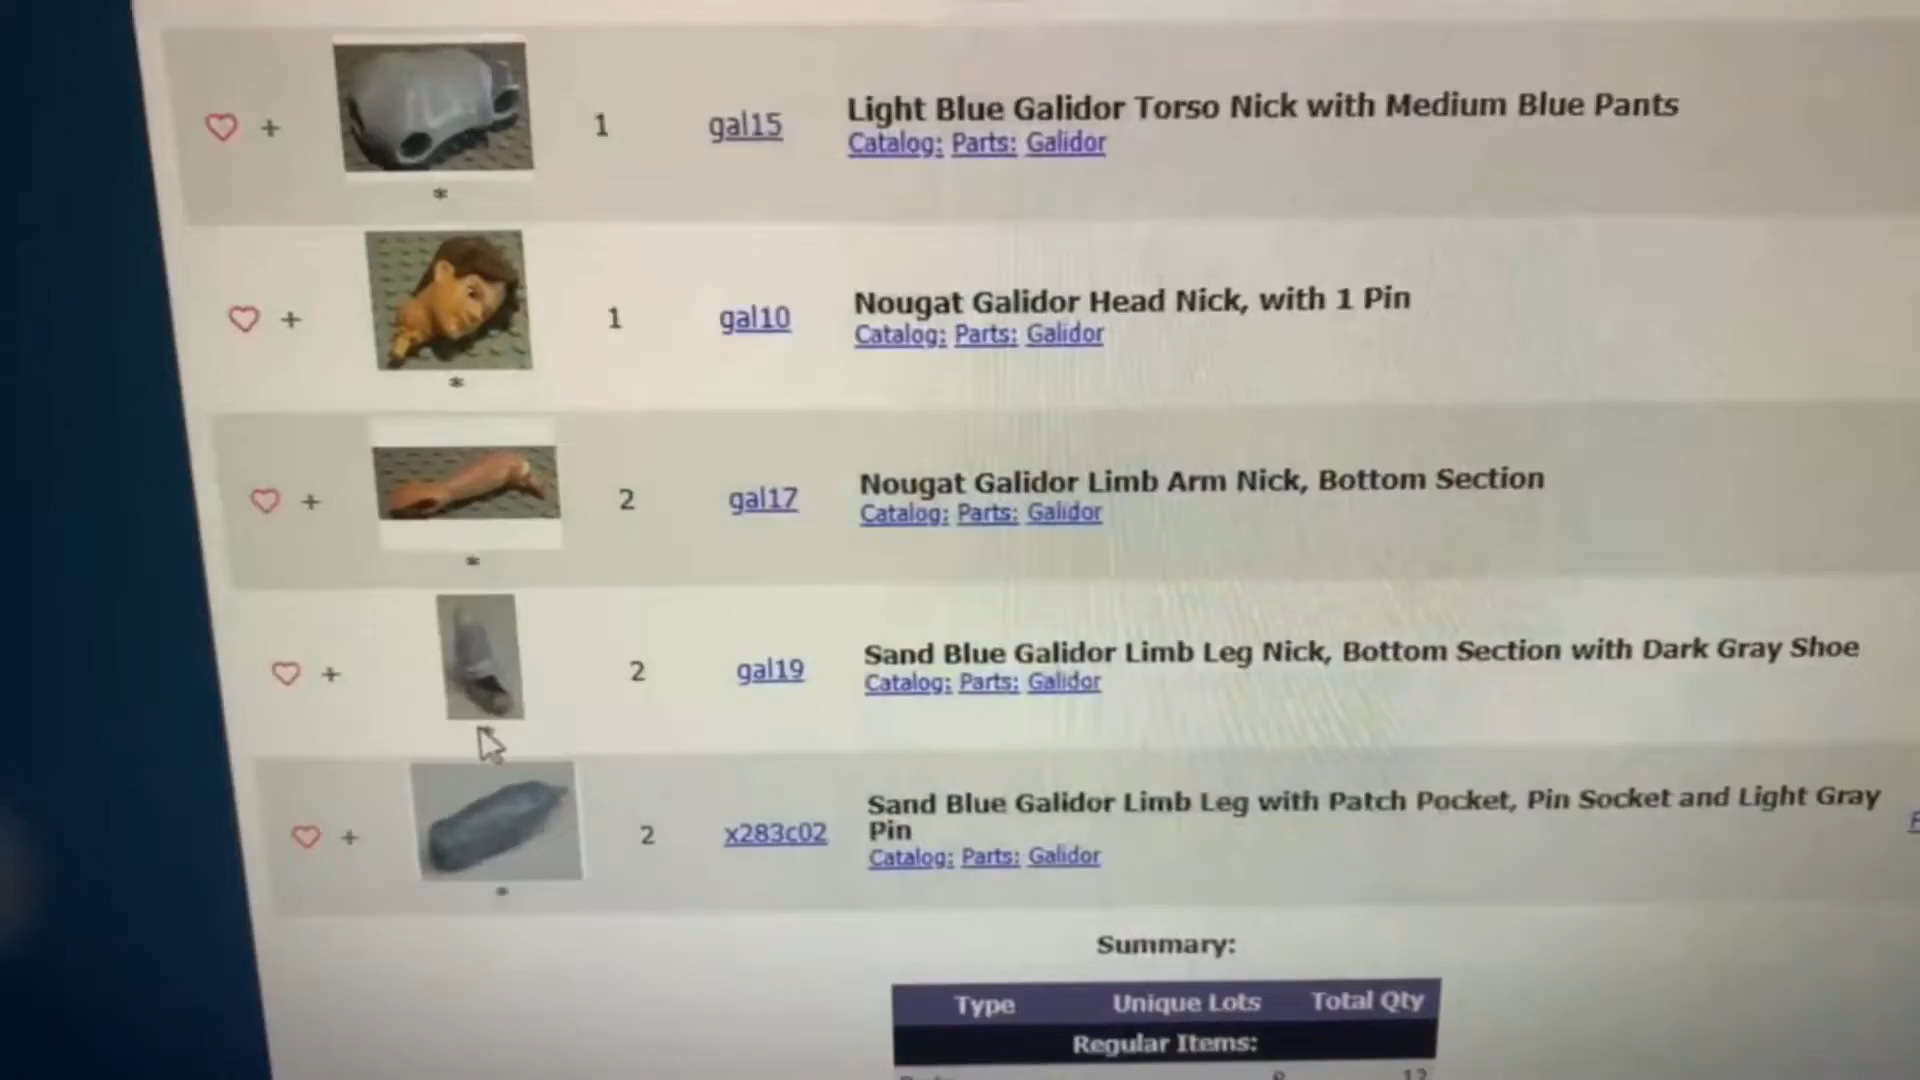 1 gal15 Light Blue Galidor Torso Nick with Medium Blue Pants
Catalog: Parts: Galidor
*
1 gal10 Nougat Galidor Head Nick, with 1 Pin
Catalog: Parts: Galidor
*
2 gal17 Nougat Galidor Limb Arm Nick, Bottom Section
Catalog: Parts: Galidor
*
2 gal19 Sand Blue Galidor Limb Leg Nick, Bottom Section with Dark Gray Shoe
Catalog: Parts: Galidor
2 x283c02 Sand Blue Galidor Limb Leg with Patch Pocket, Pin Socket and Light Gray
Pin
Catalog: Parts: Galidor
*
Summary:
Type Unique Lots Total Qty
Regular Items:
12